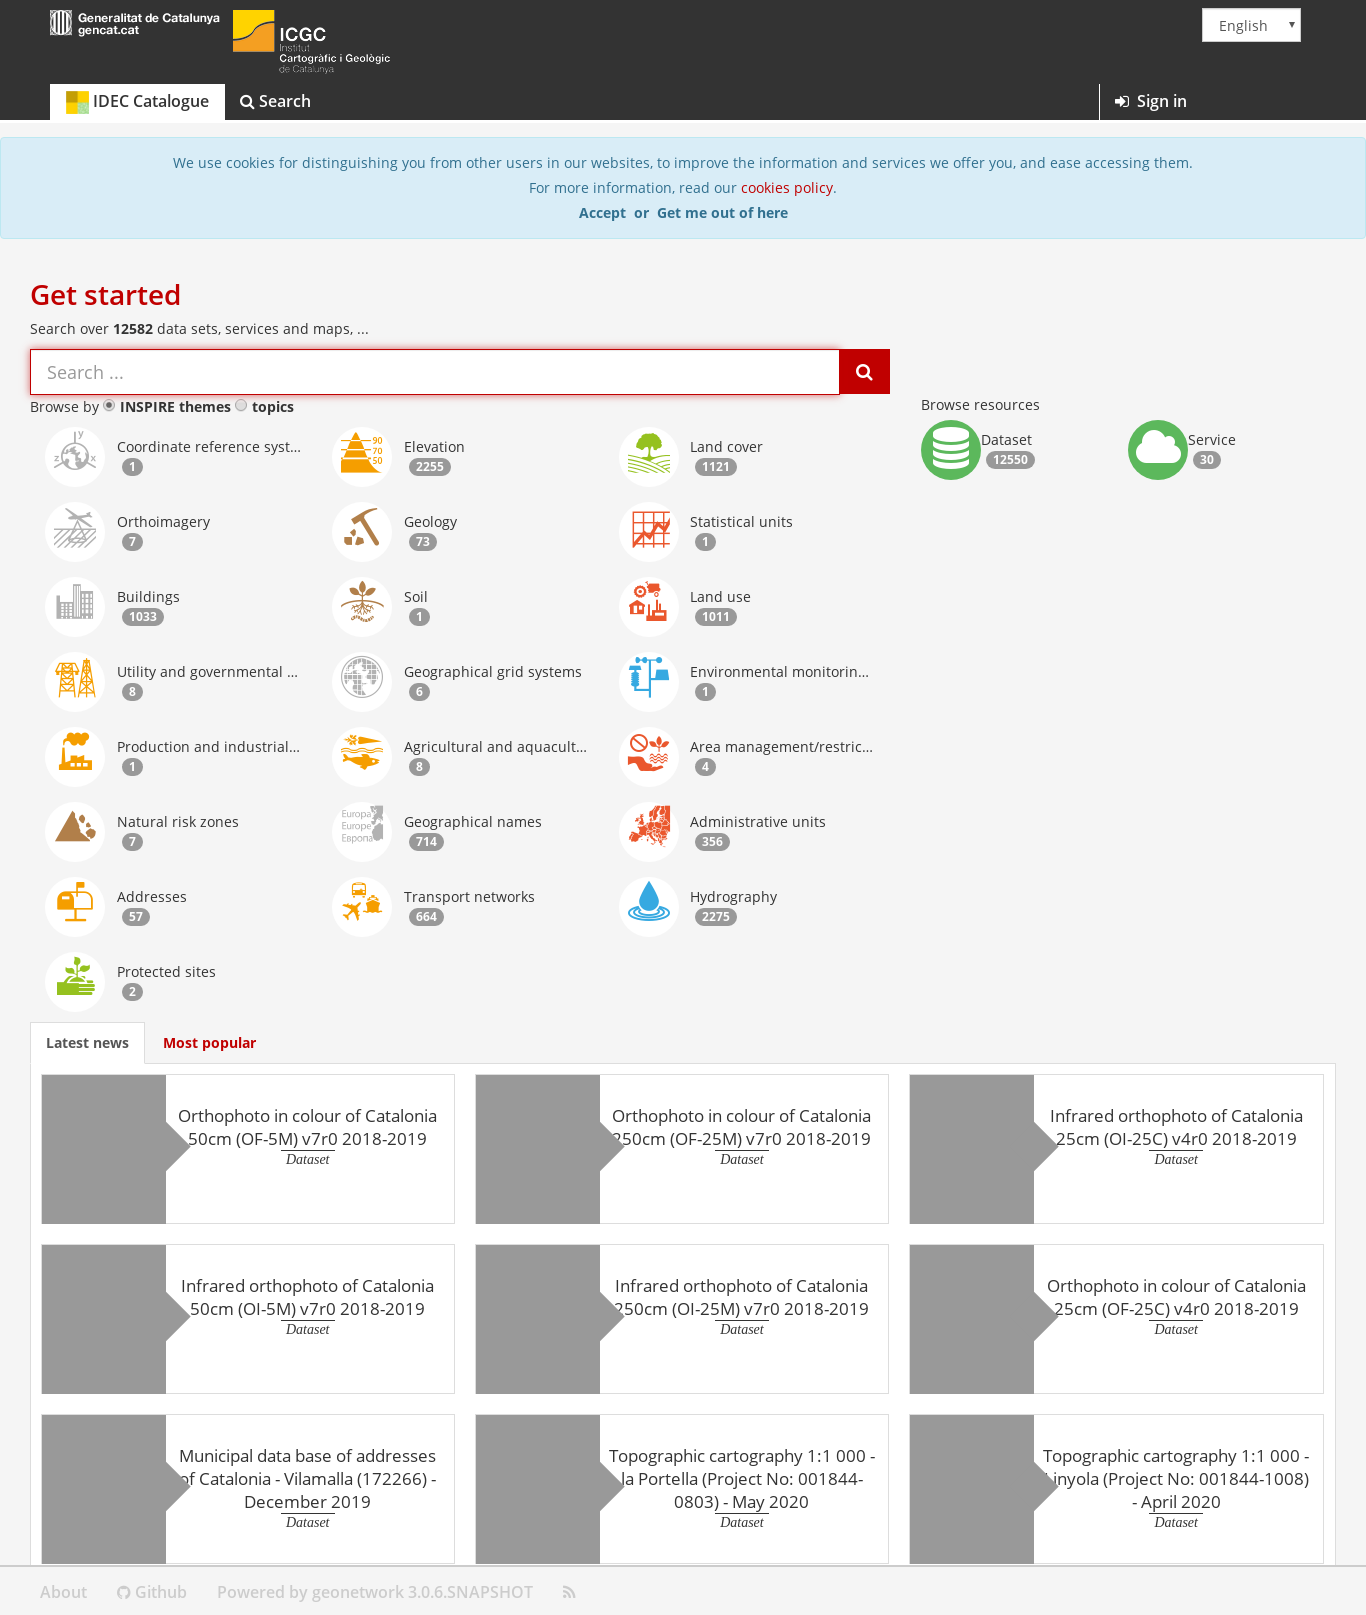 Generalitat de Catalunya
gencat.cat
ICGC
Institut
Cartogràfic i Geològic
de Catalunya
English
IDEC Catalogue
Search
Sign in
We use cookies for distinguishing you from other users in our websites, to improve the information and services we offer you, and ease accessing them.
For more information, read our cookies policy.
Accept or Get me out of here
Get started
Search over 12582 data sets, services and maps, ...
Search ...
Browse by INSPIRE themes topics
Browse resources
Dataset
12550
Service
30
y
z x
Coordinate reference syst...
1
90
70
50
Elevation
2255
Land cover
1121
Orthoimagery
7
Geology
73
Statistical units
1
Buildings
1033
Soil
1
Land use
1011
Utility and governmental ...
8
Geographical grid systems
6
Environmental monitorin...
1
Production and industrial...
1
Agricultural and aquacult...
8
Area management/restric...
4
Natural risk zones
7
Europa
Europe
Европа
Geographical names
714
Administrative units
356
Addresses
57
Transport networks
664
Hydrography
2275
Protected sites
2
Latest news
Most popular
Orthophoto in colour of Catalonia
50cm (OF-5M) v7r0 2018-2019
Dataset
Orthophoto in colour of Catalonia
250cm (OF-25M) v7r0 2018-2019
Dataset
Infrared orthophoto of Catalonia
25cm (OI-25C) v4r0 2018-2019
Dataset
Infrared orthophoto of Catalonia
50cm (OI-5M) v7r0 2018-2019
Dataset
Infrared orthophoto of Catalonia
250cm (OI-25M) v7r0 2018-2019
Dataset
Orthophoto in colour of Catalonia
25cm (OF-25C) v4r0 2018-2019
Dataset
Municipal data base of addresses
of Catalonia - Vilamalla (172266) -
December 2019
Dataset
Topographic cartography 1:1 000 -
la Portella (Project No: 001844-
0803) - May 2020
Dataset
Topographic cartography 1:1 000 -
Linyola (Project No: 001844-1008)
- April 2020
Dataset
About
Github
Powered by geonetwork 3.0.6.SNAPSHOT